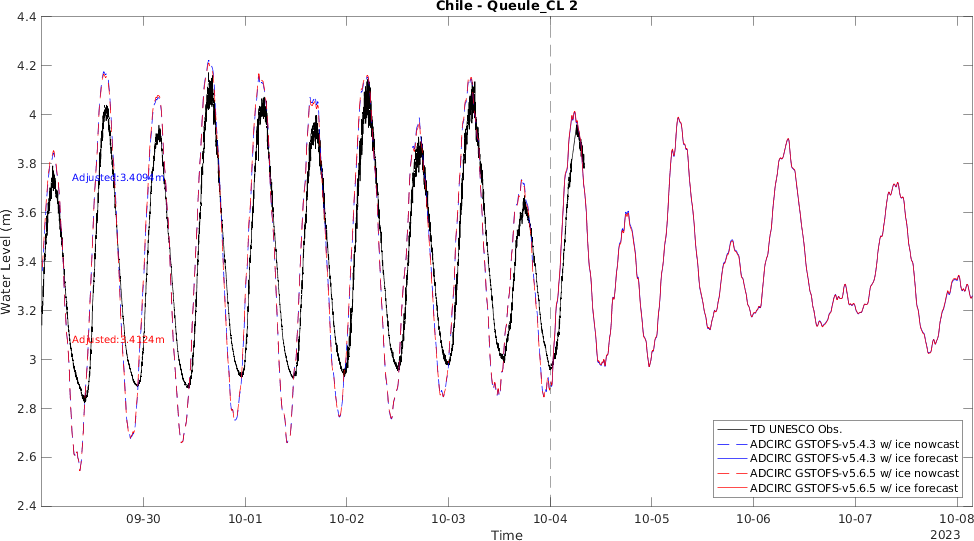 Chile - Queule_CL 2
4.4
4.2
4
3.8
3.6
3.4
3.2
3
2.8
2.6
2.4
Water Level (m)
Adjusted:3.4094m
Adjusted:3.4124m
TD UNESCO Obs.
ADCIRC GSTOFS-v5.4.3 w/ ice nowcast
ADCIRC GSTOFS-v5.4.3 w/ ice forecast
ADCIRC GSTOFS-v5.6.5 w/ ice nowcast
ADCIRC GSTOFS-v5.6.5 w/ ice forecast
09-30 10-01 10-02 10-03 10-04 10-05 10-06 10-07 10-08
2023
Time